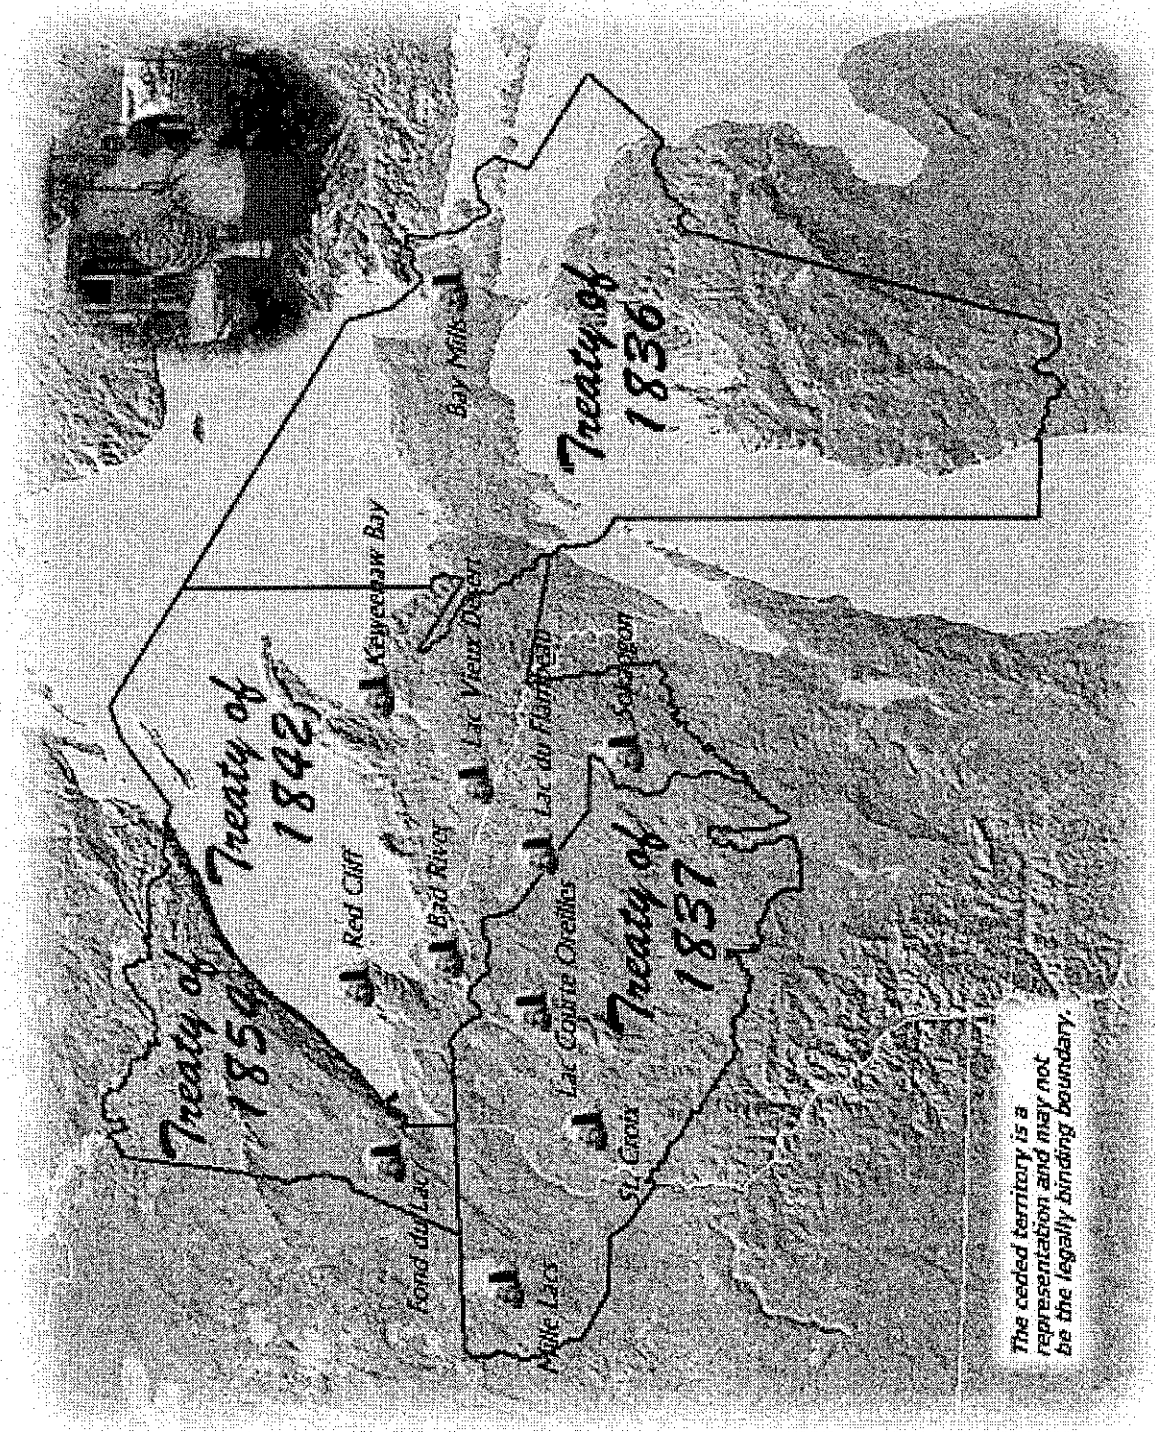 Treaty of
1854
Treaty of
1842
Treaty of
1836
Treaty of
1837
Keweenaw Bay
Bay Mills
Red Cliff
Bad River
Lac Vieux Desert
Fond du Lac
Lac du Flambeau
Lac Courte Oreilles
Sokaogon
Mille Lacs
St. Croix
The ceded territory is a
representation and may not
be the legally binding boundary.